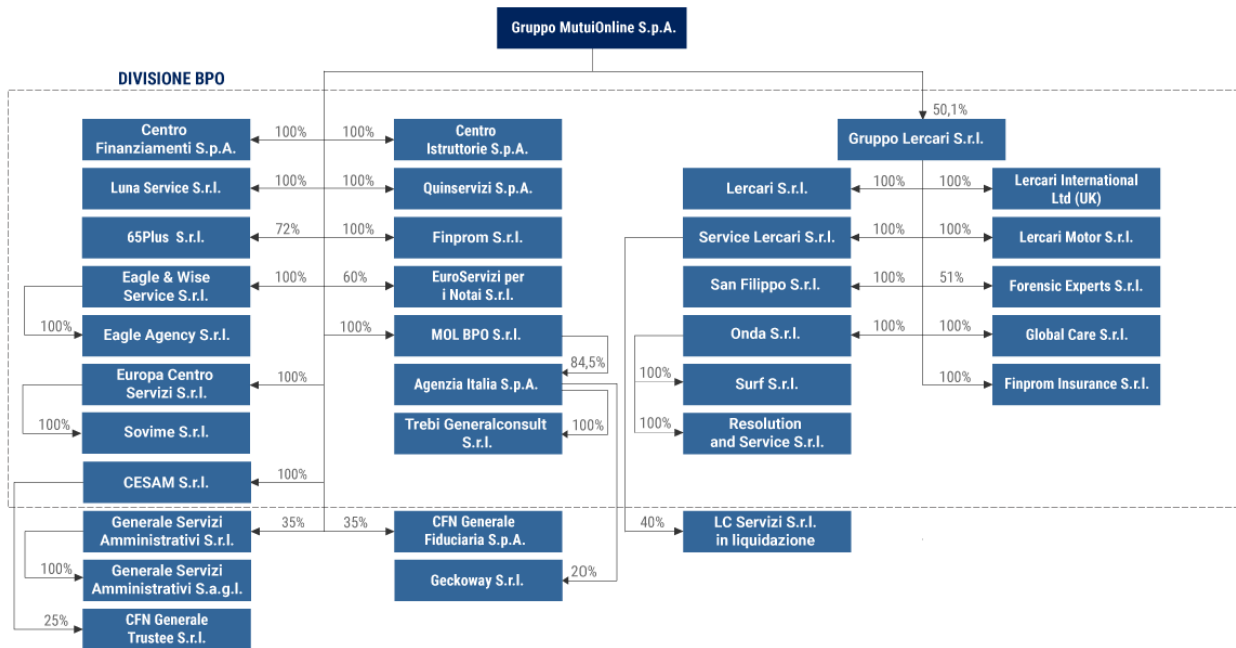 Gruppo MutuiOnline S.p.A.
DIVISIONE BPO
50,1%
Gruppo Lercari S.r.l.
Centro
Finanziamenti S.p.A.
100%
100%
Centro
Istruttorie S.p.A.
Luna Service S.r.l.
100%
100%
Quinservizi S.p.A.
65Plus S.r.l.
72%
100%
Finprom S.r.l.
Eagle & Wise
Service S.r.l.
100%
60%
EuroServizi per
i Notai S.r.l.
100%
Eagle Agency S.r.l.
100%
MOL BPO S.r.l.
84,5%
Europa Centro
Servizi S.r.l.
100%
Agenzia Italia S.p.A.
100%
Sovime S.r.l.
Trebi Generalconsult
S.r.l.
100%
CESAM S.r.l.
100%
Generale Servizi
Amministrativi S.r.l.
35%
35%
CFN Generale
Fiduciaria S.p.A.
100%
Generale Servizi
Amministrativi S.a.g.l.
Geckoway S.r.l.
20%
25%
CFN Generale
Trustee S.r.l.
Lercari S.r.l.
100%
100%
Lercari International
Ltd (UK)
Service Lercari S.r.l.
100%
100%
Lercari Motor S.r.l.
San Filippo S.r.l.
100%
51%
Forensic Experts S.r.l.
Onda S.r.l.
100%
100%
Global Care S.r.l.
100%
Surf S.r.l.
100%
Finprom Insurance S.r.l.
100%
Resolution
and Service S.r.l.
40%
LC Servizi S.r.l.
in liquidazione